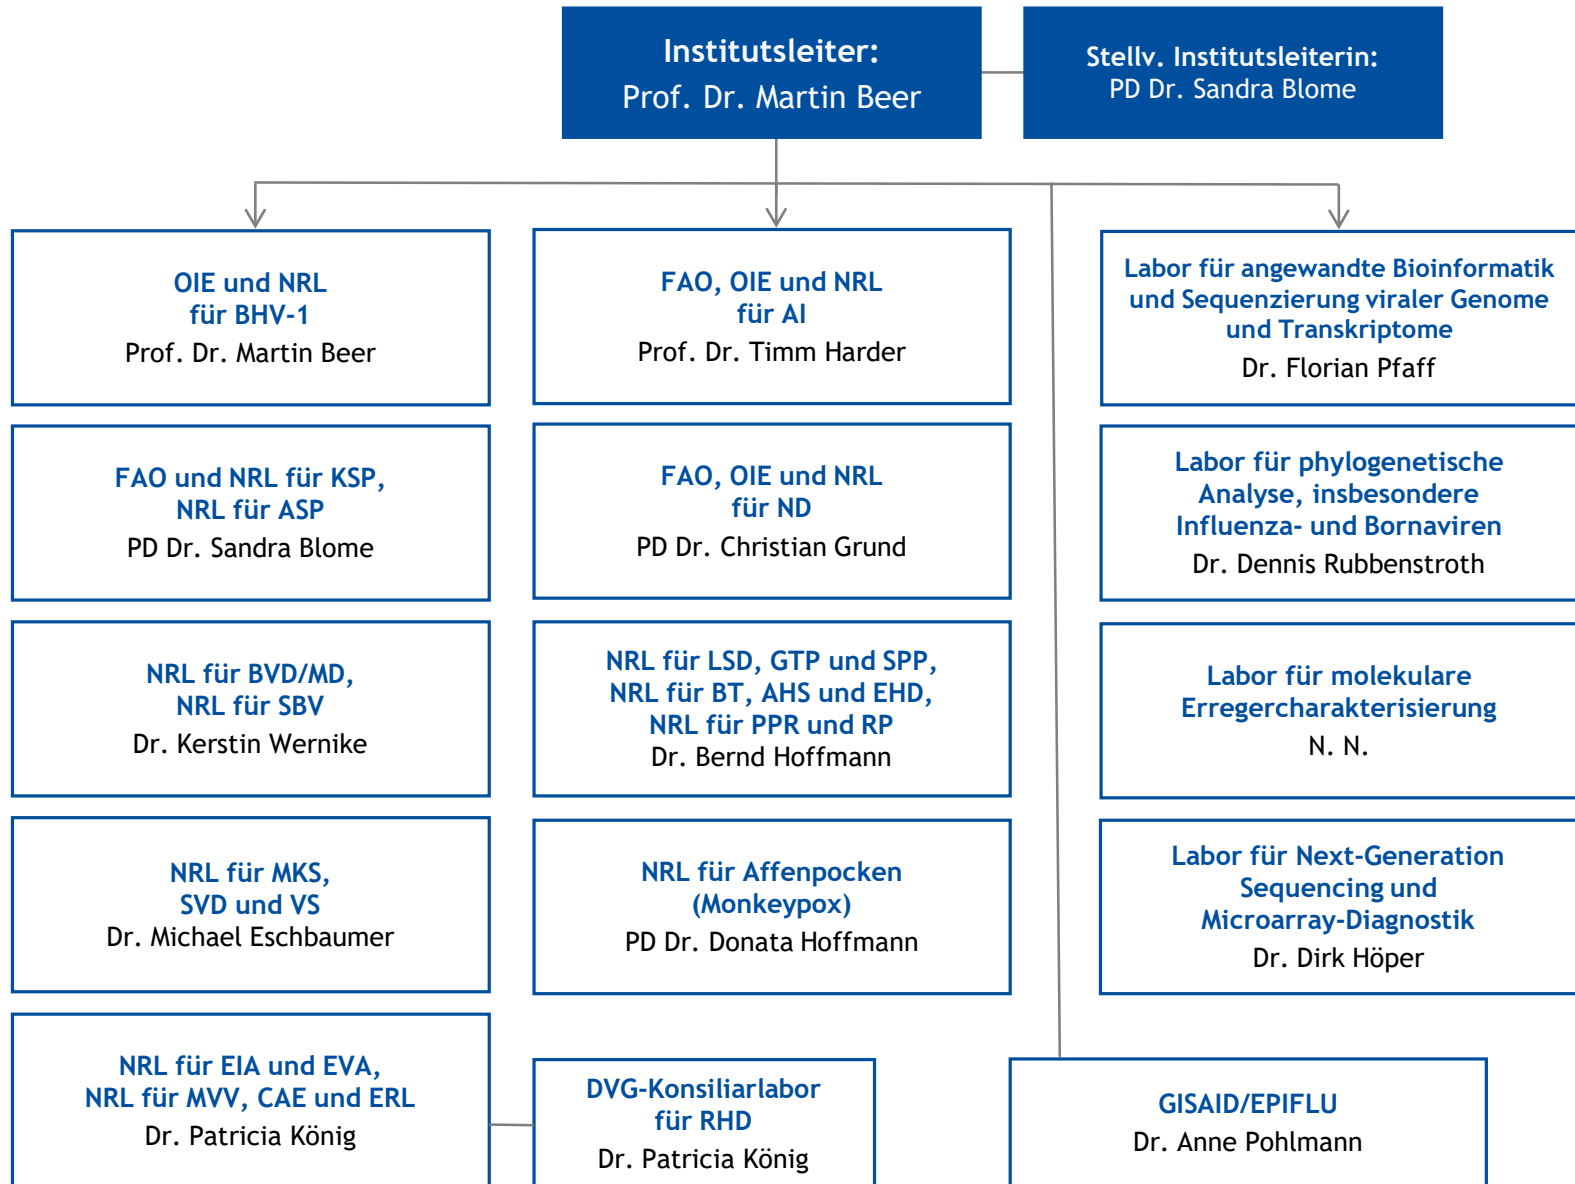 Institutsleiter:
Prof. Dr. Martin Beer
Stellv. Institutsleiterin:
PD Dr. Sandra Blome
OIE und NRL
für BHV-1
Prof. Dr. Martin Beer
FAO, OIE und NRL
für AI
Prof. Dr. Timm Harder
Labor für angewandte Bioinformatik
und Sequenzierung viraler Genome
und Transkriptome
Dr. Florian Pfaff
FAO und NRL für KSP,
NRL für ASP
PD Dr. Sandra Blome
FAO, OIE und NRL
für ND
PD Dr. Christian Grund
Labor für phylogenetische
Analyse, insbesondere
Influenza- und Bornaviren
Dr. Dennis Rubbenstroth
NRL für BVD/MD,
NRL für SBV
Dr. Kerstin Wernike
NRL für LSD, GTP und SPP,
NRL für BT, AHS und EHD,
NRL für PPR und RP
Dr. Bernd Hoffmann
Labor für molekulare
Erregercharakterisierung
N. N.
NRL für MKS,
SVD und VS
Dr. Michael Eschbaumer
NRL für Affenpocken
(Monkeypox)
PD Dr. Donata Hoffmann
Labor für Next-Generation
Sequencing und
Microarray-Diagnostik
Dr. Dirk Höper
NRL für EIA und EVA,
NRL für MVV, CAE und ERL
Dr. Patricia König
DVG-Konsiliarlabor
für RHD
Dr. Patricia König
GISAID/EPIFLU
Dr. Anne Pohlmann